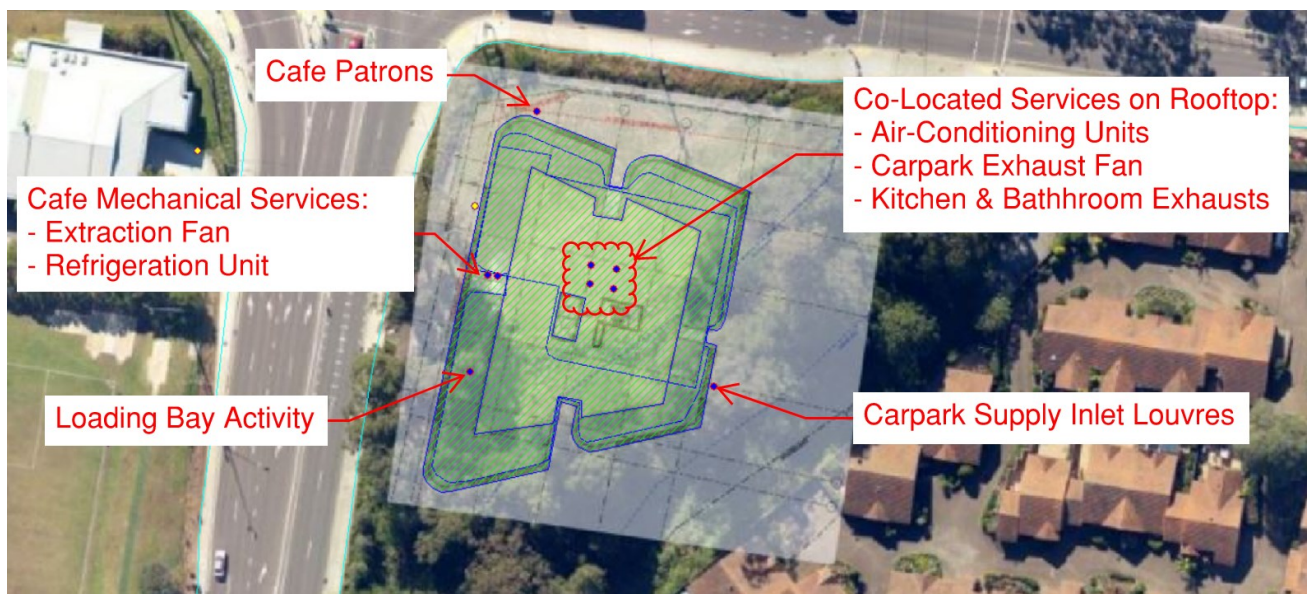 Cafe Patrons
Co-Located Services on Rooftop:
- Air-Conditioning Units
- Carpark Exhaust Fan
- Kitchen & Bathhroom Exhausts
Cafe Mechanical Services:
- Extraction Fan
- Refrigeration Unit
Loading Bay Activity
Carpark Supply Inlet Louvres